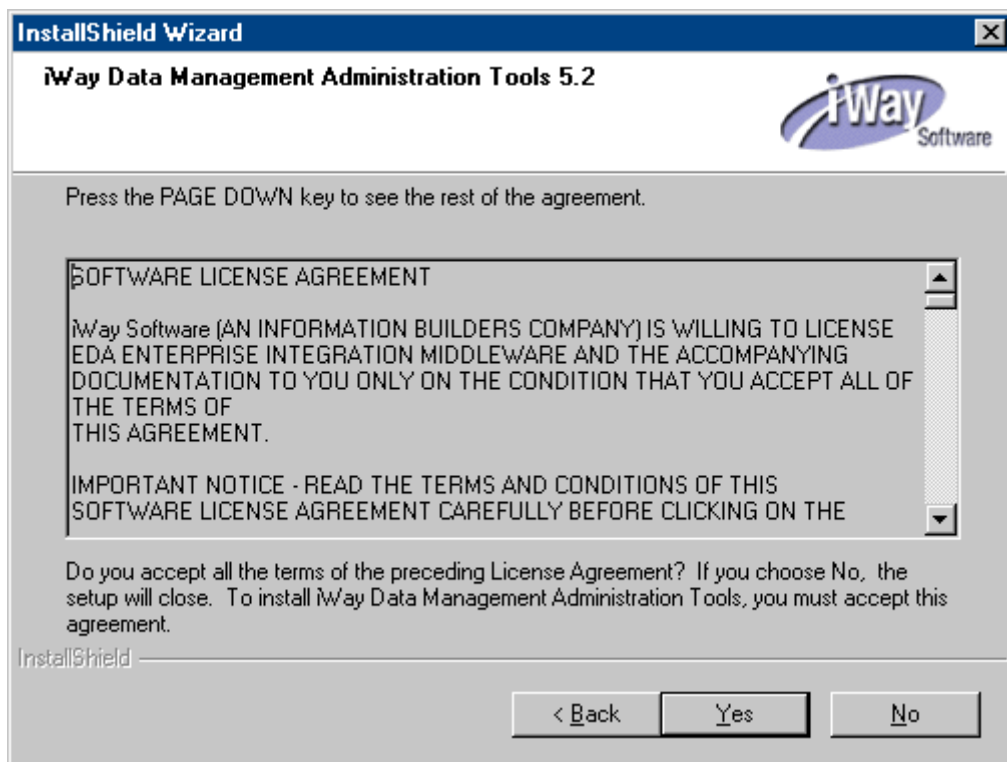 InstallShield Wizard
iWay Data Management Administration Tools 5.2
iWay
Software
Press the PAGE DOWN key to see the rest of the agreement.
SOFTWARE LICENSE AGREEMENT
iWay Software (AN INFORMATION BUILDERS COMPANY) IS WILLING TO LICENSE
EDA ENTERPRISE INTEGRATION MIDDLEWARE AND THE ACCOMPANYING
DOCUMENTATION TO YOU ONLY ON THE CONDITION THAT YOU ACCEPT ALL OF
THE TERMS OF
THIS AGREEMENT.
IMPORTANT NOTICE - READ THE TERMS AND CONDITIONS OF THIS
SOFTWARE LICENSE AGREEMENT CAREFULLY BEFORE CLICKING ON THE
Do you accept all the terms of the preceding License Agreement? If you choose No, the
setup will close. To install iWay Data Management Administration Tools, you must accept this
agreement.
InstallShield
< Back
Yes
No